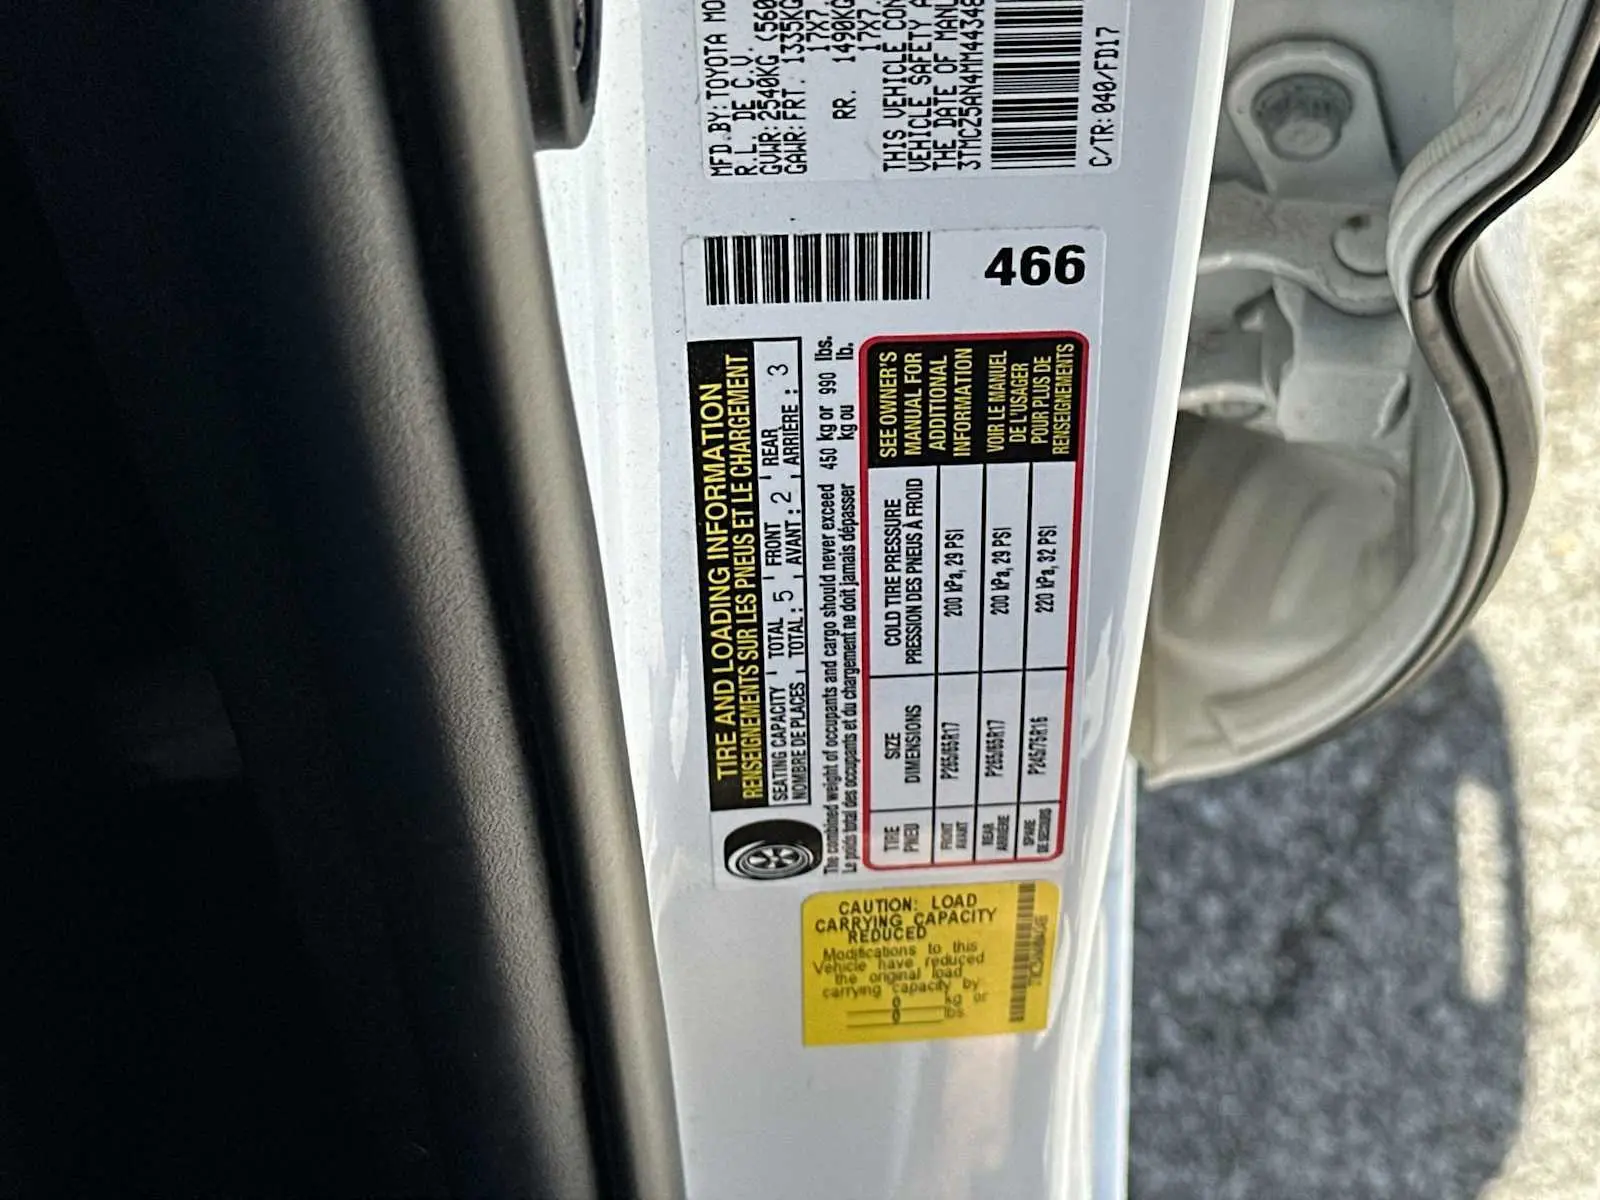 MFD.BY:TOYOTA MO
R.L. DE C.V.
GVWR:2540KG (560
GAWR:FRT. 1335KG
17X7.
RR. 1490KG
17X7.
THIS VEHICLE CON
VEHICLE SAFETY A
THE DATE OF MANU
3TMCZ5AN4MM44348
C/TR:040/FD17
466
TIRE AND LOADING INFORMATION
RENSEIGNEMENTS SUR LES PNEUS ET LE CHARGEMENT
SEATING CAPACITY TOTAL 5 FRONT 2 REAR 3
NOMBRE DE PLACES TOTAL: AVANT: ARRIÈRE :
The combined weight of occupants and cargo should never exceed 450 kg or 990 lbs.
Le poids total des occupants et du chargement ne doit jamais dépasser kg ou lb.
TIRE SIZE COLD TIRE PRESSURE
PNEU DIMENSIONS PRESSION DES PNEUS À FROID
FRONT P265/65R17 200 kPa, 29 PSI
AVANT
REAR P265/65R17 200 kPa, 29 PSI
ARRIÈRE
SPARE P245/75R16 220 kPa, 32 PSI
DE SECOURS
SEE OWNER'S
MANUAL FOR
ADDITIONAL
INFORMATION
VOIR LE MANUEL
DE L'USAGER
POUR PLUS DE
RENSEIGNEMENTS
CAUTION: LOAD
CARRYING CAPACITY
REDUCED
Modifications to this
Vehicle have reduced
the original load
carrying capacity by
0 kg or
0 lbs.